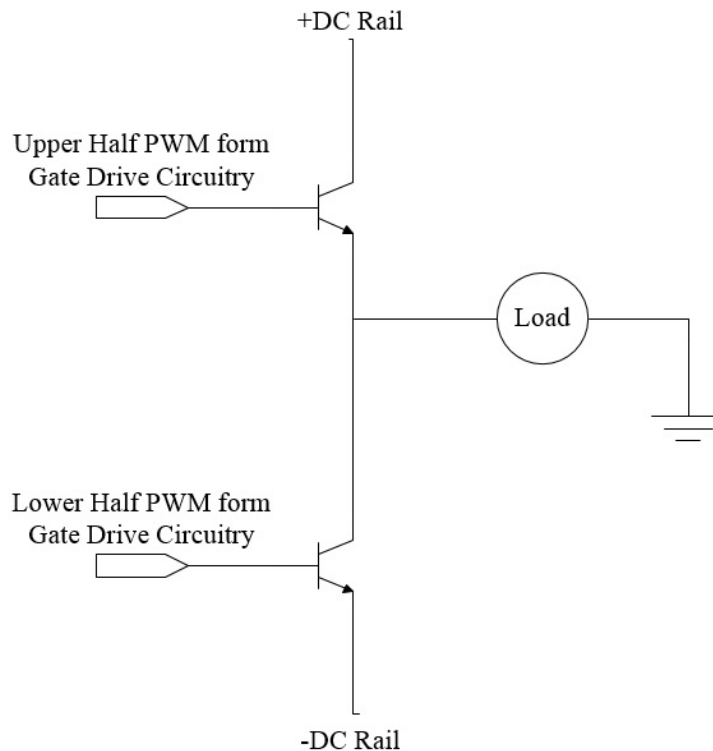 +DC Rail
Upper Half PWM form
Gate Drive Circuitry
Load
Lower Half PWM form
Gate Drive Circuitry
-DC Rail